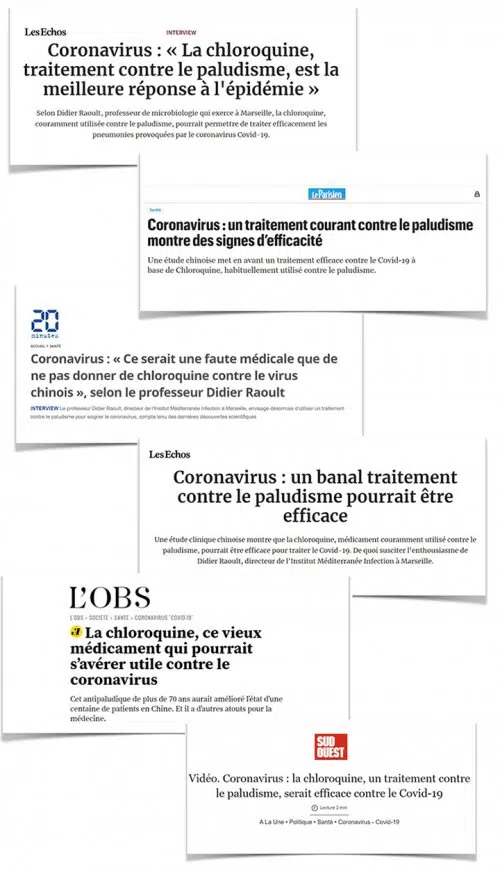 Les Echos
INTERVIEW
Coronavirus : « La chloroquine,
traitement contre le paludisme, est la
meilleure réponse à l'épidémie »
Selon Didier Raoult, professeur de microbiologie qui exerce à Marseille, la chloroquine,
couramment utilisée contre le paludisme, pourrait permettre de traiter efficacement les
pneumonies provoquées par le coronavirus Covid-19.
Le Parisien
Santé
Coronavirus : un traitement courant contre le paludisme
montre des signes d'efficacité
Une étude chinoise met en avant un traitement efficace contre le Covid-19 à
base de Chloroquine, habituellement utilisé contre le paludisme.
20
minutes
ACCUEIL > SANTÉ
Coronavirus : « Ce serait une faute médicale que de
ne pas donner de chloroquine contre le virus
chinois », selon le professeur Didier Raoult
INTERVIEW Le professeur Didier Raoult, directeur de l'Institut Méditerranée Infection à Marseille, envisage désormais d'utiliser un traitement
contre le paludisme pour soigner le coronavirus, compte tenu des dernières découvertes scientifiques
Les Echos
Coronavirus : un banal traitement
contre le paludisme pourrait être
efficace
Une étude clinique chinoise montre que la chloroquine, médicament couramment utilisé contre le
paludisme, pourrait être efficace pour traiter le Covid-19. De quoi susciter l'enthousiasme de
Didier Raoult, directeur de l'Institut Méditerranée Infection à Marseille.
L'OBS
L'OBS > SOCIÉTÉ > SANTÉ > CORONAVIRUS "COVID-19"
a La chloroquine, ce vieux
médicament qui pourrait
s'avérer utile contre le
coronavirus
Cet antipaludique de plus de 70 ans aurait amélioré l'état d'une
centaine de patients en Chine. Et il a d'autres atouts pour la
médecine.
SUD
OUEST
Vidéo. Coronavirus : la chloroquine, un traitement contre
le paludisme, serait efficace contre le Covid-19
Lecture 2 min
A La Une • Politique • Santé • Coronavirus - Covid-19